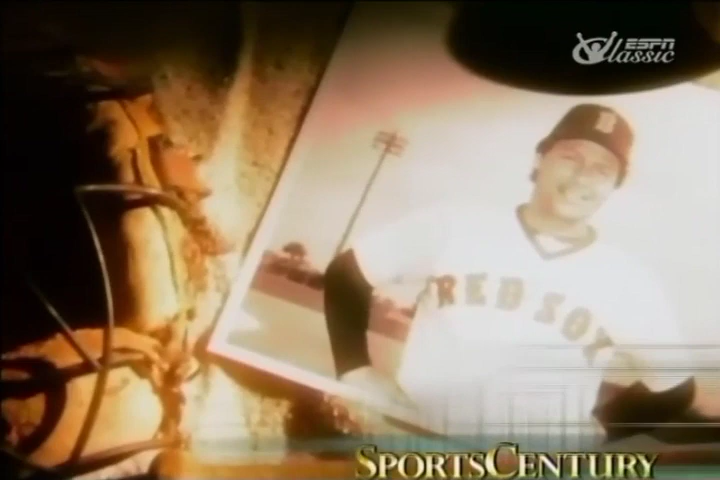 ESPN
Classic
B
RED SOX
SPORTSCENTURY